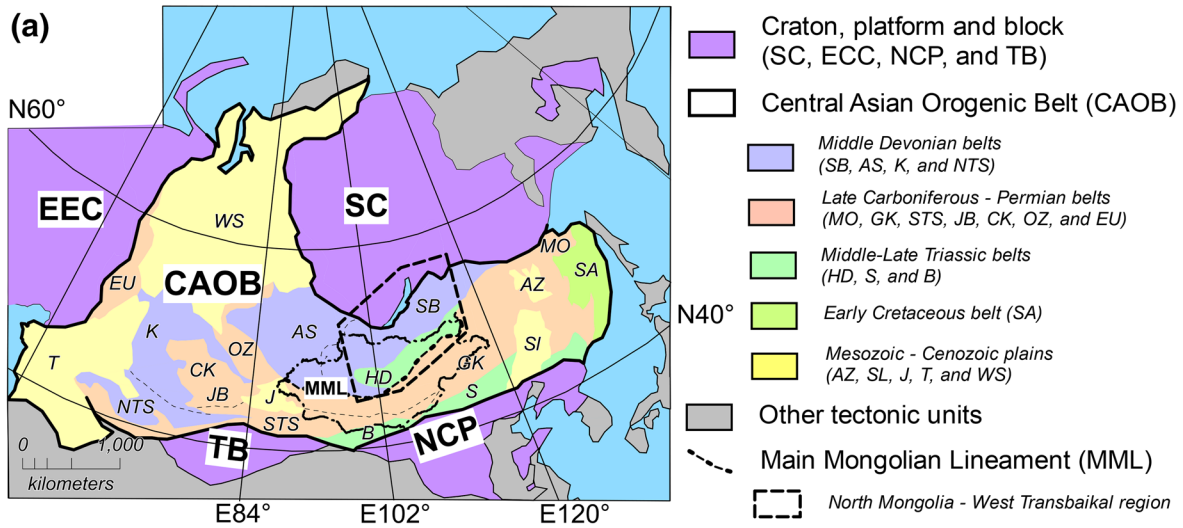 (a)
N60°
EEC
WS
SC
EU
CAOB
MO
SA
AZ
SB
K
AS
OZ
T
CK
JB
MML
HD
GK
SI
J
S
NTS
STS
B
TB
NCP
N40°
0 1,000
kilometers
E84° E102° E120°
Craton, platform and block
(SC, ECC, NCP, and TB)
Central Asian Orogenic Belt (CAOB)
Middle Devonian belts
(SB, AS, K, and NTS)
Late Carboniferous - Permian belts
(MO, GK, STS, JB, CK, OZ, and EU)
Middle-Late Triassic belts
(HD, S, and B)
Early Cretaceous belt (SA)
Mesozoic - Cenozoic plains
(AZ, SL, J, T, and WS)
Other tectonic units
Main Mongolian Lineament (MML)
North Mongolia - West Transbaikal region